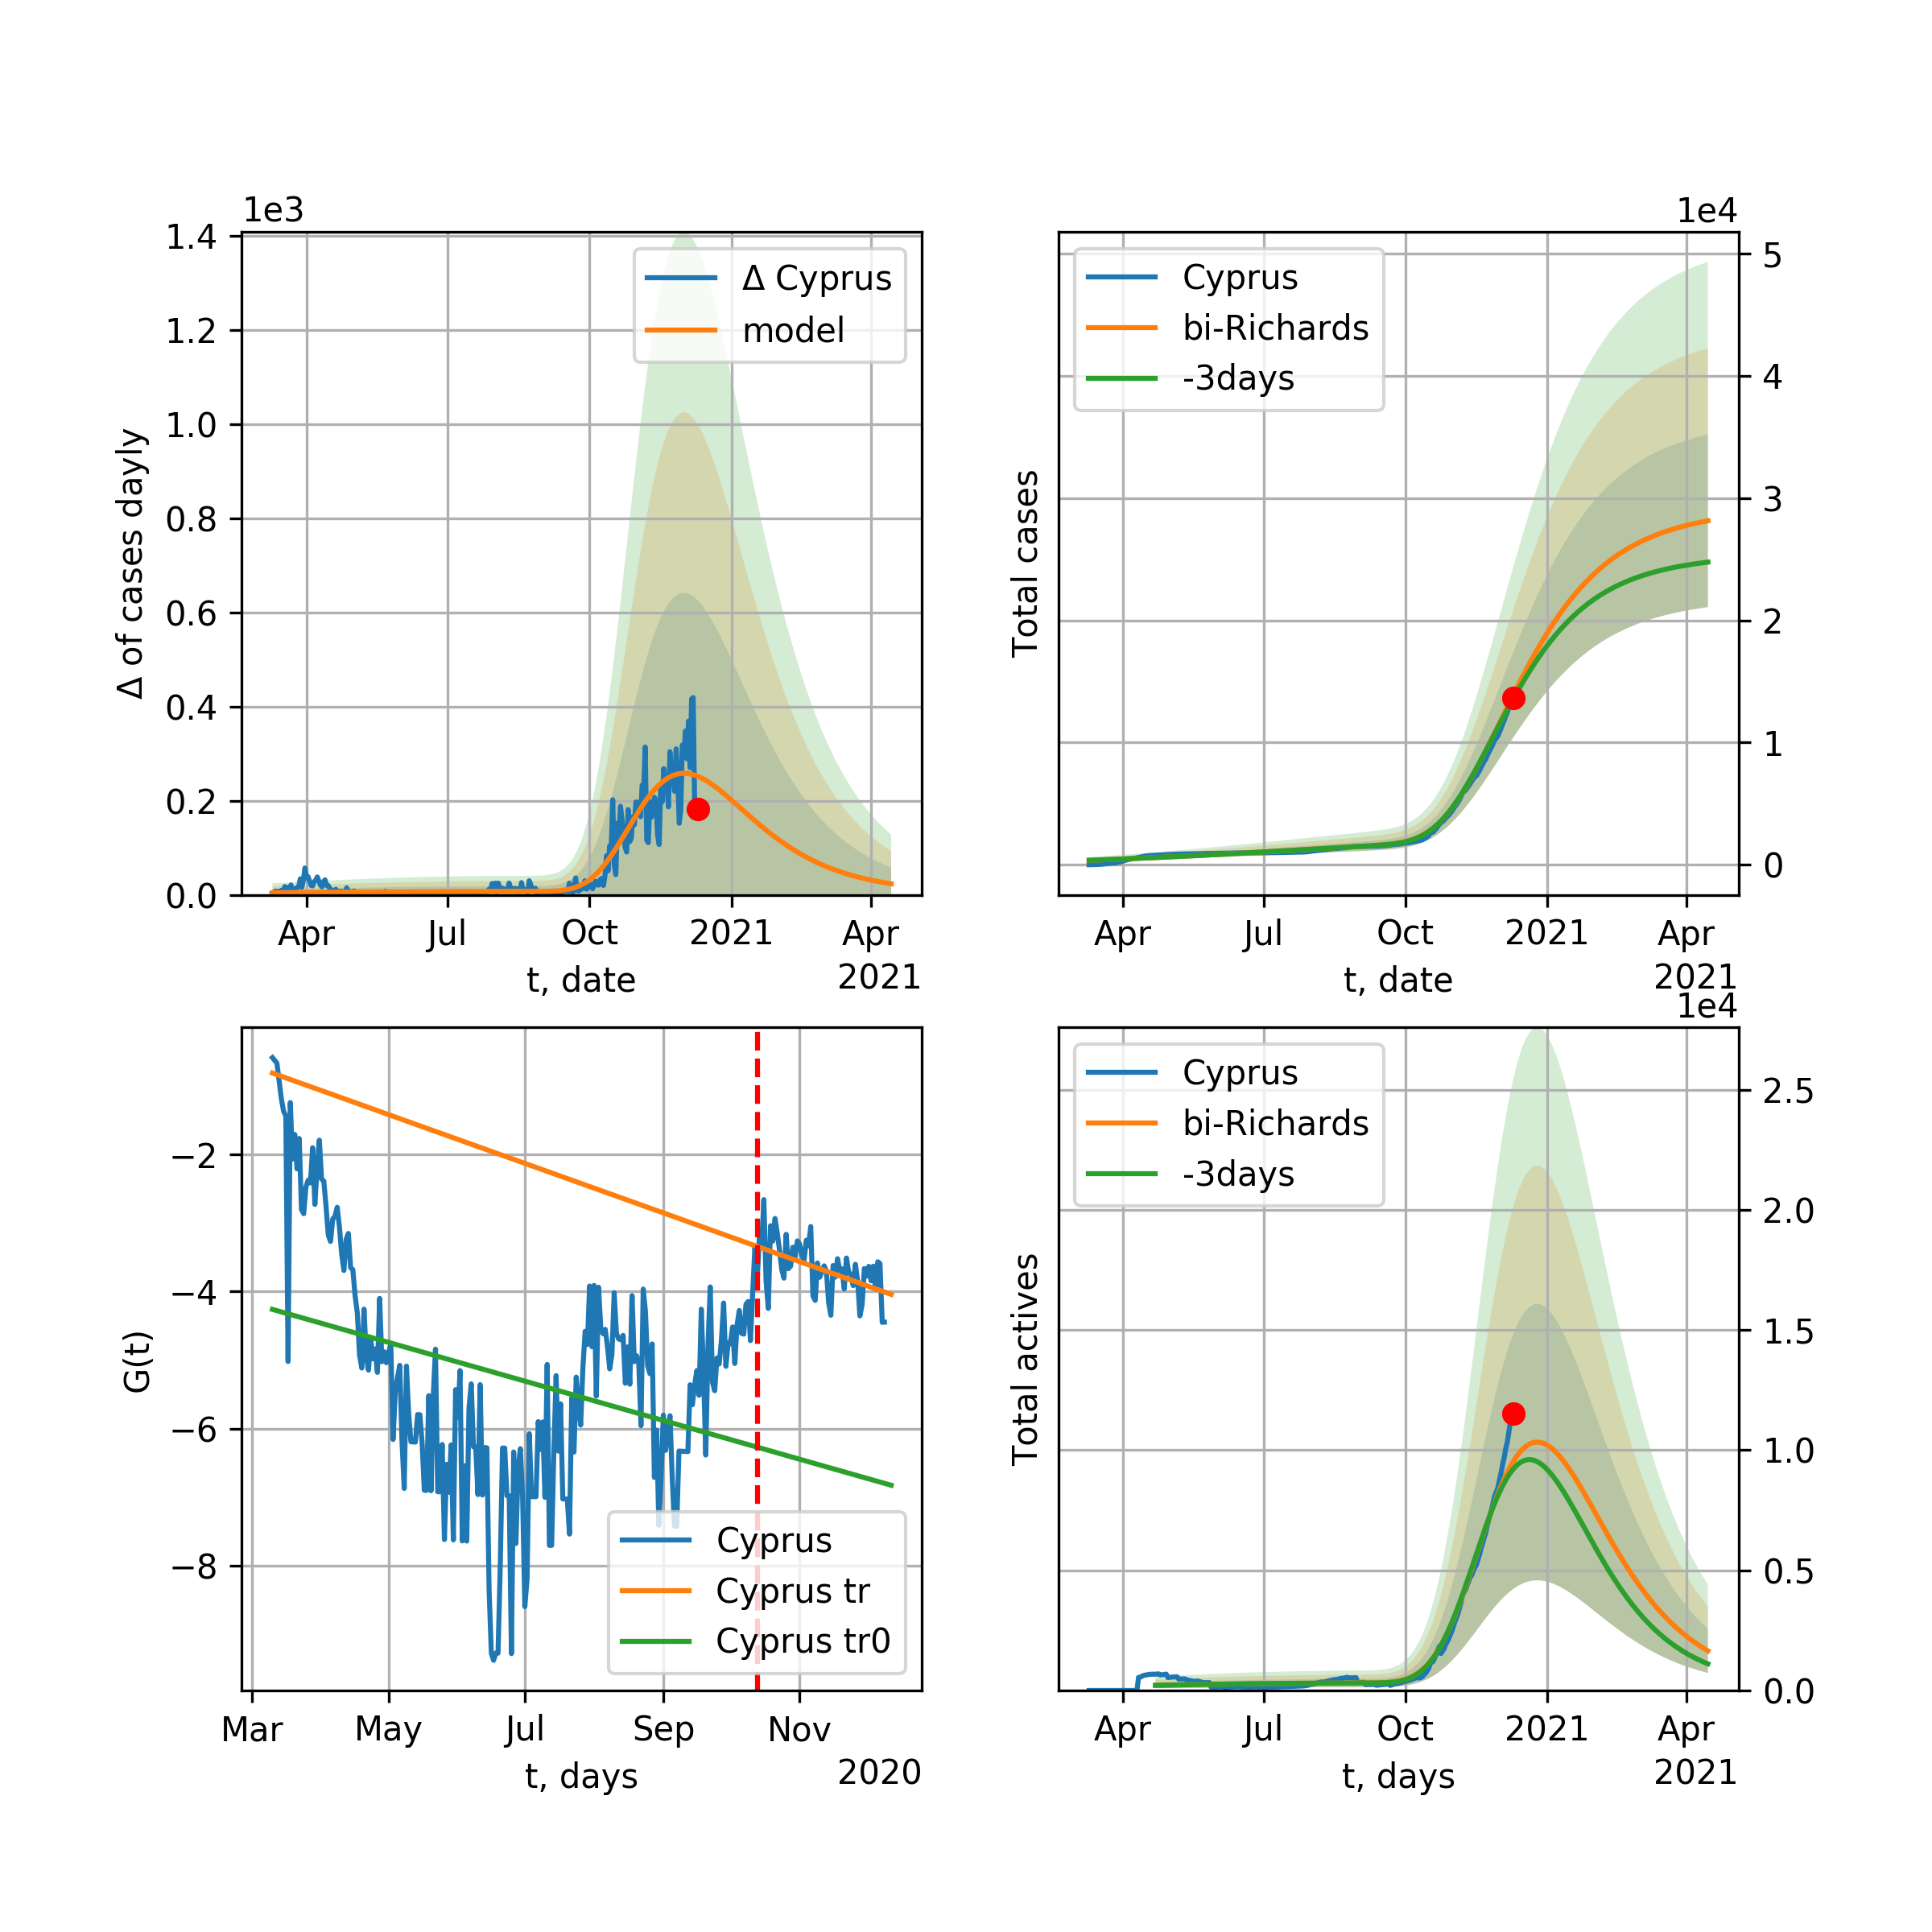 1e3
1.4
1.2
1.0
0.8
0.6
0.4
0.2
0.0
Δ of cases dayly
Δ Cyprus
model
Apr
Jul
Oct
2021
Apr
t, date
2021
1e4
Cyprus
bi-Richards
-3days
5
4
3
2
1
0
Total cases
Apr
Jul
Oct
2021
Apr
t, date
2021
−2
−4
−6
−8
G(t)
Cyprus
Cyprus tr
Cyprus tr0
Mar
May
Jul
Sep
Nov
t, days
2020
1e4
Cyprus
bi-Richards
-3days
2.5
2.0
1.5
1.0
0.5
0.0
Total actives
Apr
Jul
Oct
2021
Apr
t, days
2021